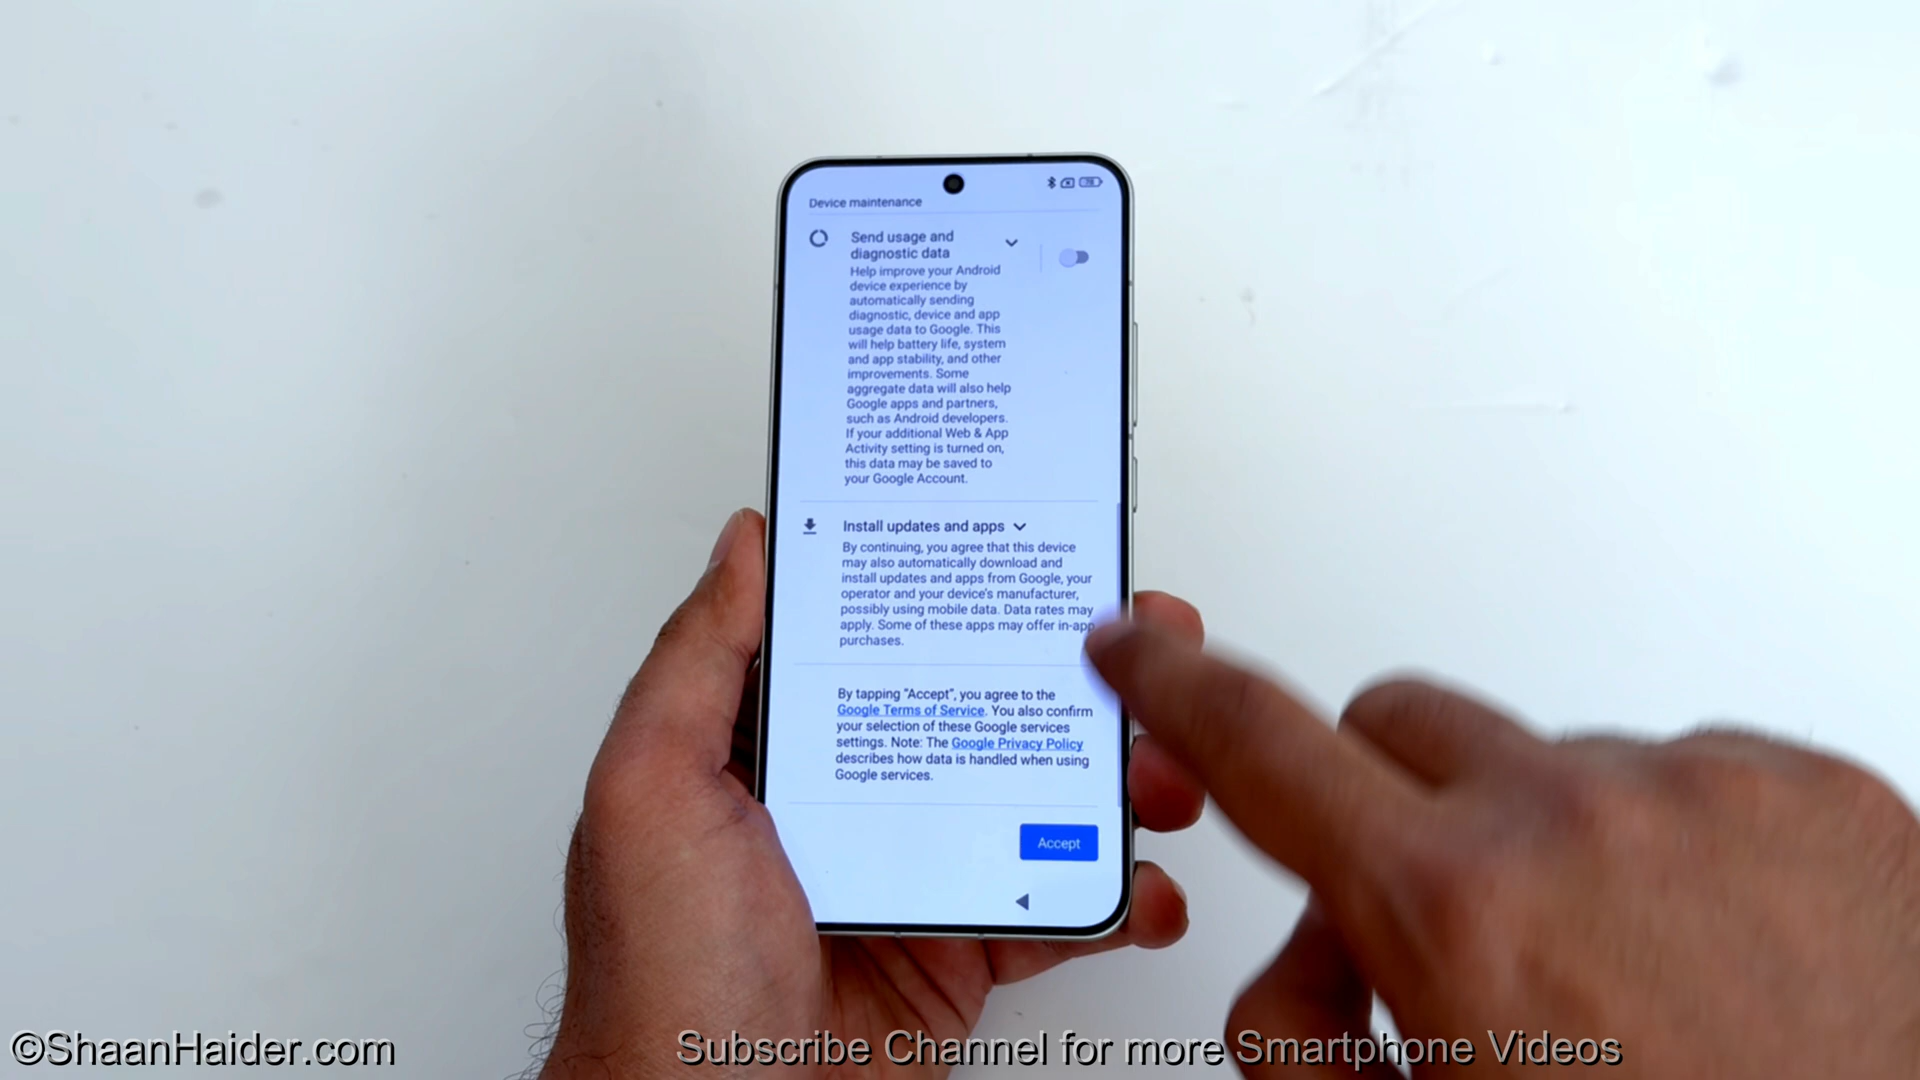 Device maintenance
Send usage and
diagnostic data
Help improve your Android
device experience by
automatically sending
diagnostic, device and app
usage data to Google. This
will help battery life, system
and app stability, and other
improvements. Some
aggregate data will also help
Google apps and partners,
such as Android developers.
If your additional Web & App
Activity setting is turned on,
this data may be saved to
your Google Account.
Install updates and apps
By continuing, you agree that this device
may also automatically download and
install updates and apps from Google, your
operator and your device's manufacturer,
possibly using mobile data. Data rates may
apply. Some of these apps may offer in-app
purchases.
By tapping "Accept", you agree to the
Google Terms of Service. You also confirm
your selection of these Google services
settings. Note: The Google Privacy Policy
describes how data is handled when using
Google services.
Accept
©ShaanHaider.com
Subscribe Channel for more Smartphone Videos